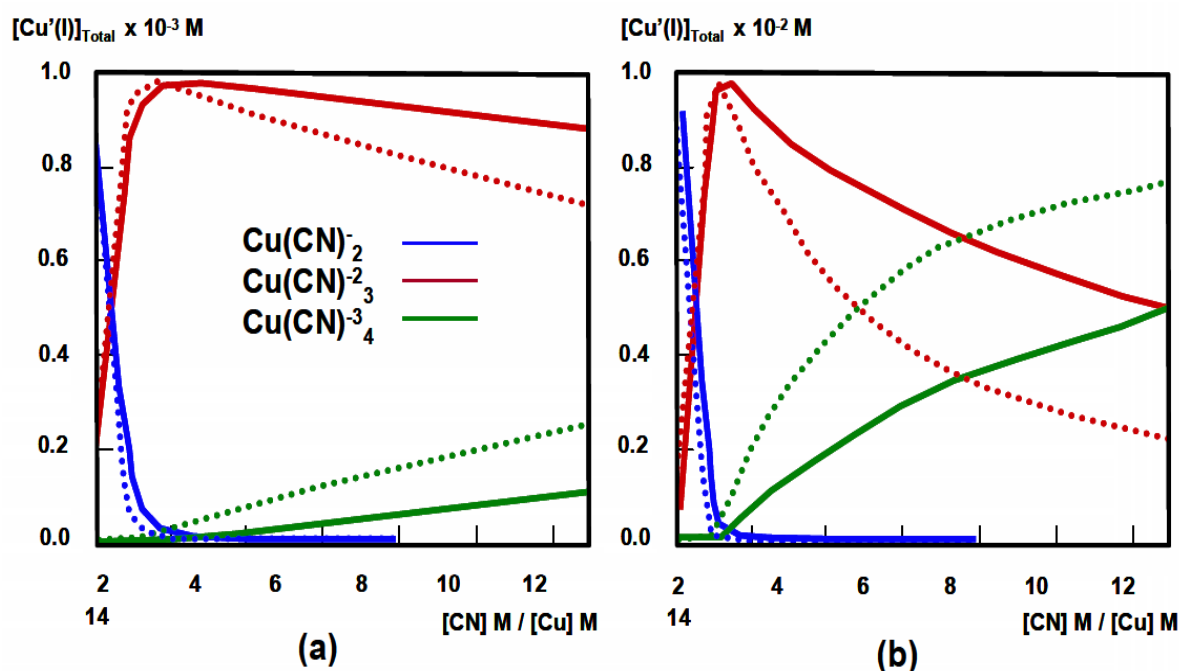 [Cu'(I)]Total x 10-3 M
[Cu'(I)]Total x 10-2 M
1.0
0.8
0.6
0.4
0.2
0.0
Cu(CN)-2
Cu(CN)-23
Cu(CN)-34
2 4 6 8 10 12
14
[CN] M / [Cu] M
(a)
1.0
0.8
0.6
0.4
0.2
0.0
2 4 6 8 10 12
14
[CN] M / [Cu] M
(b)